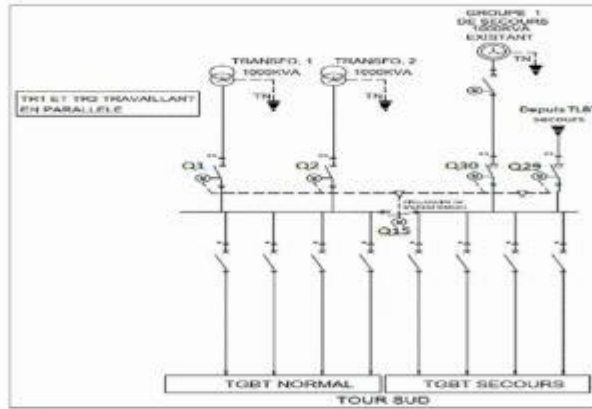 GROUPE 1
DE SECOURS
1000KVA
EXISTANT
TRANSFO. 1
1000KVA
TRANSFO. 2
1000KVA
TN
TN
TN
TR1 ET TR2 TRAVAILLANT
EN PARALLELE
Depuis
secours
Q1
Q2
Q30
Q29
Q15
TGBT NORMAL
TGBT SECOURS
TOUR SUD